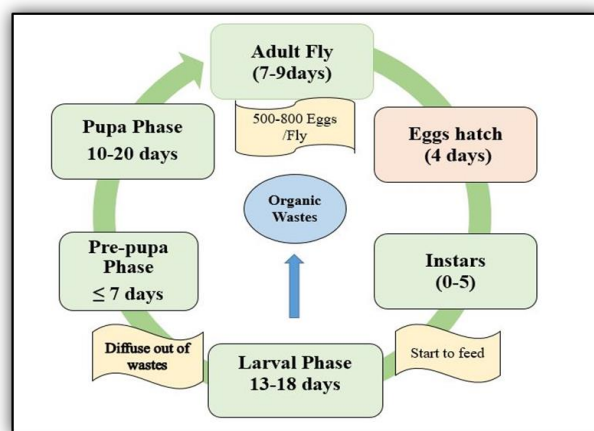 Adult Fly
(7-9days)
500-800 Eggs
/Fly
Eggs hatch
(4 days)
Instars
(0-5)
Start to feed
Larval Phase
13-18 days
Diffuse out of
wastes
Pre-pupa
Phase
≤ 7 days
Pupa Phase
10-20 days
Organic
Wastes